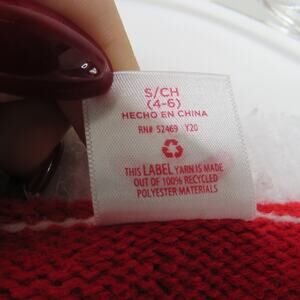 S/CH
(4-6)
HECHO EN CHINA
RN# 52469 Y20
THIS LABEL YARN IS MADE
OUT OF 100% RECYCLED
POLYESTER MATERIALS